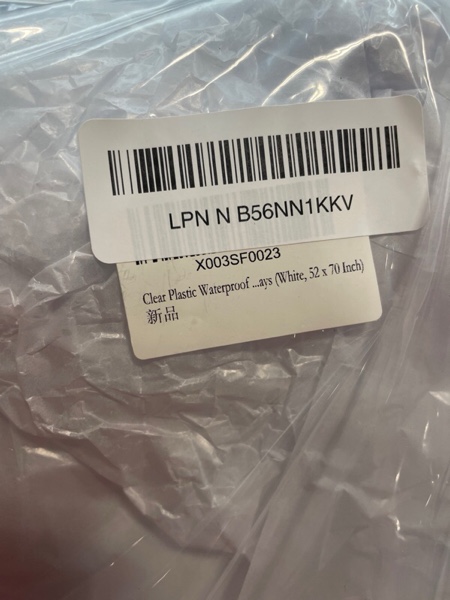 LPN N B56NN1KKV
X003SF0023
Clear Plastic Waterproof ...ays (White, 52 x 70 Inch)
新品